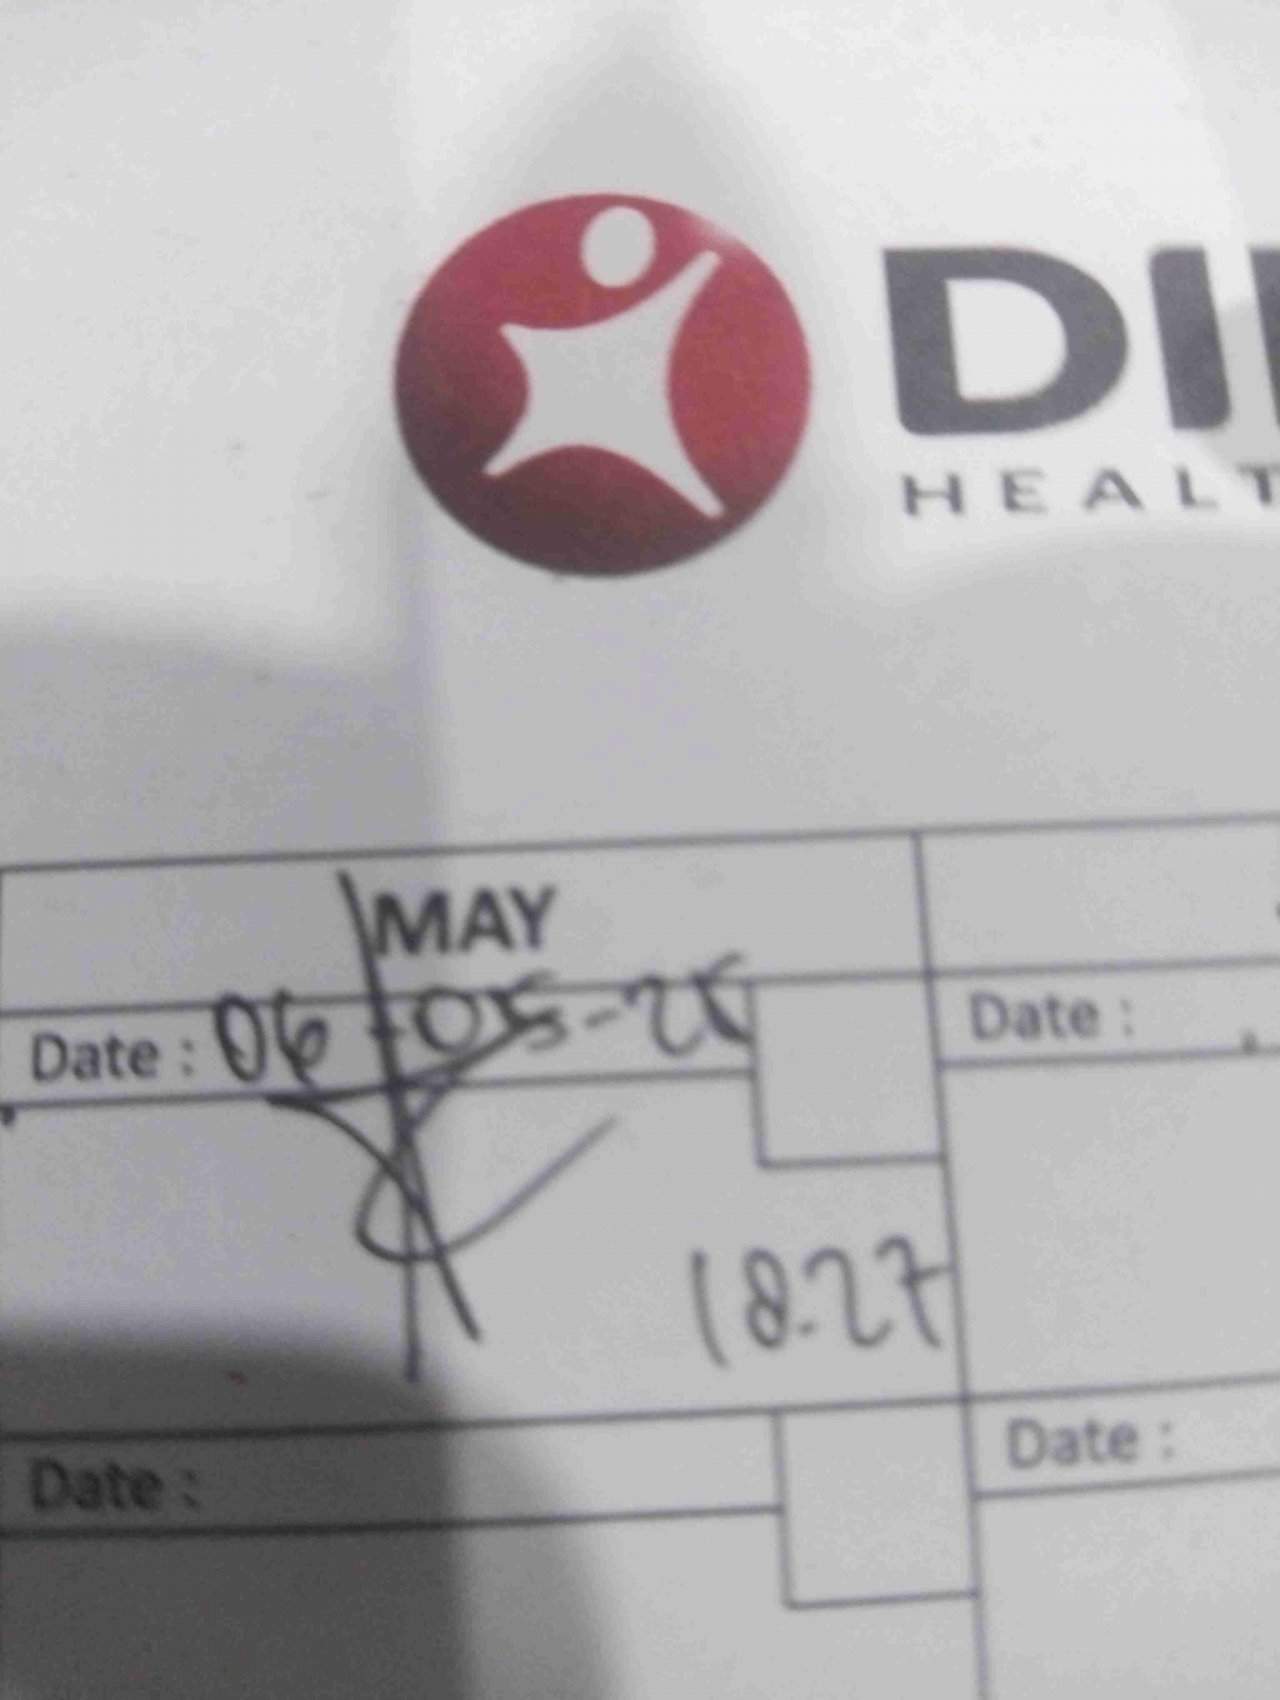 DI
HEALT
MAY
Date : 06-05-25
Date :
18.27
Date :
Date :